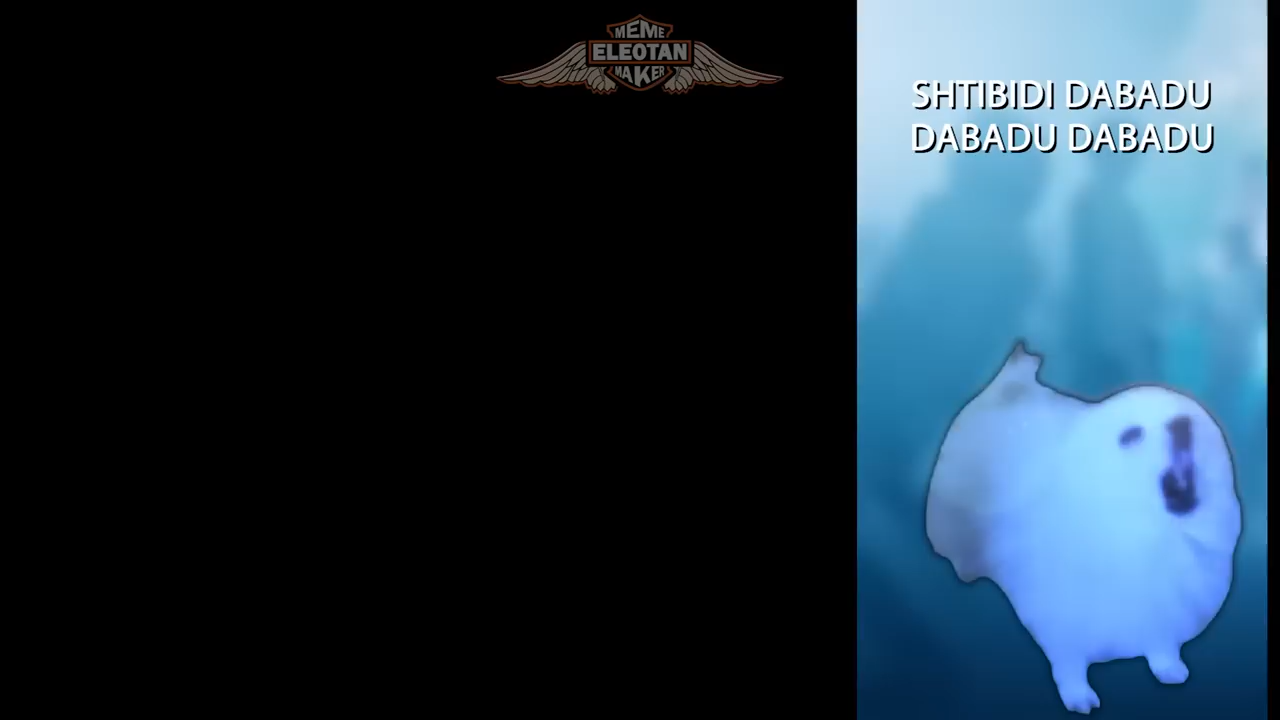 MEME
ELEOTAN
MAKER
SHTIBIDI DABADU
DABADU DABADU